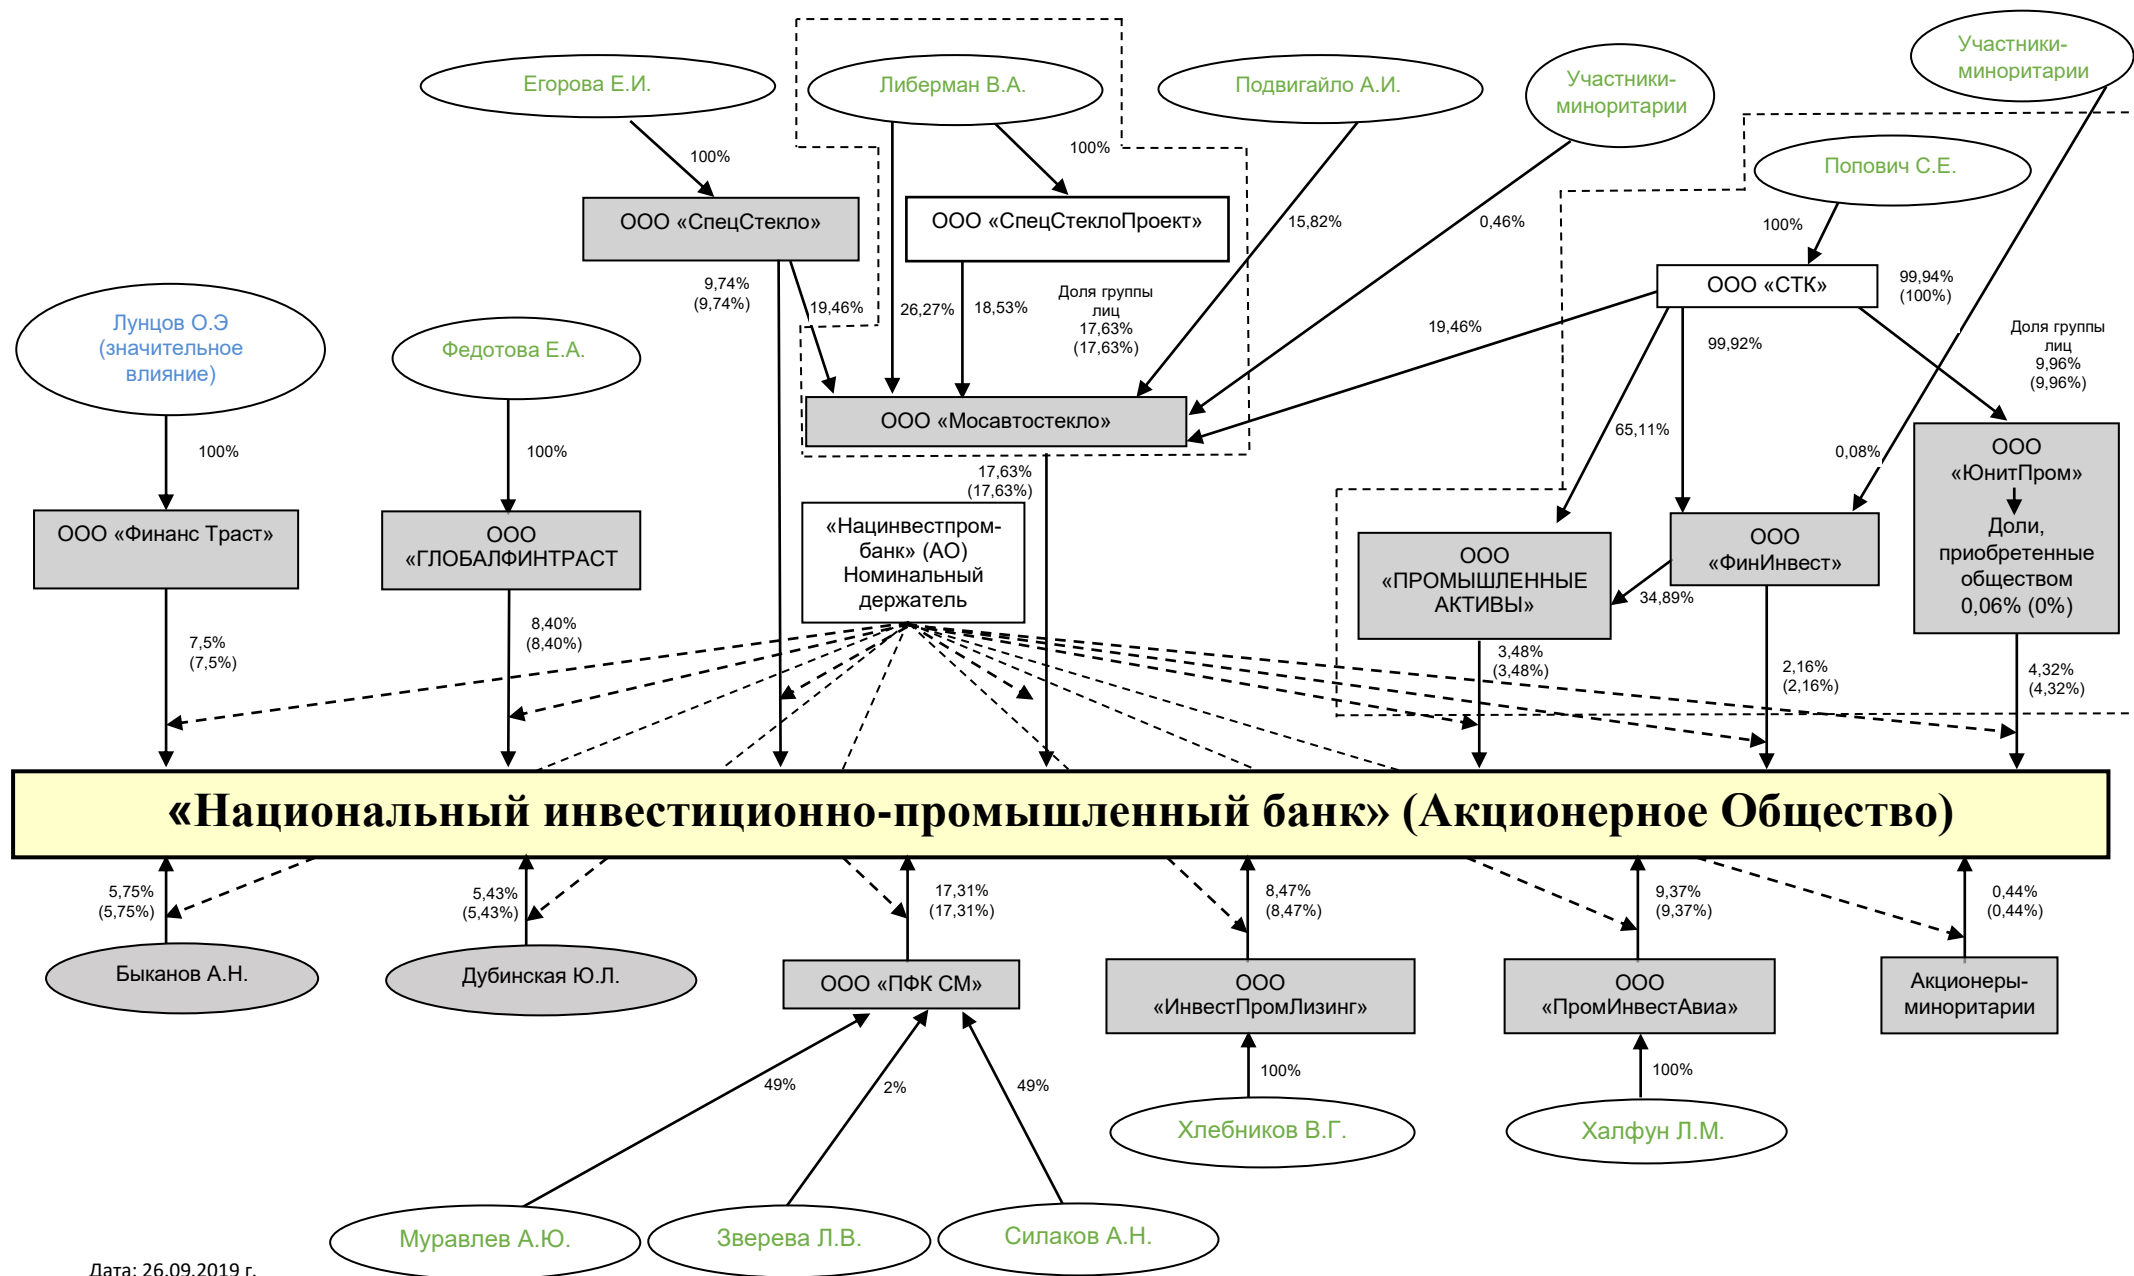 Егорова Е.И.
Либерман В.А.
Подвигайло А.И.
Участники-
миноритарии
Участники-
миноритарии
Попович С.Е.
100%
100%
ООО «СпецСтекло»
ООО «СпецСтеклоПроект»
15,82%
0,46%
100%
9,74%
(9,74%)
19,46%
26,27%
18,53%
Доля группы
лиц
17,63%
(17,63%)
19,46%
ООО «СТК»
99,94%
(100%)
99,92%
Доля группы
лиц
9,96%
(9,96%)
Лунцов О.Э
(значительное
влияние)
Федотова Е.А.
ООО «Мосавтостекло»
65,11%
0,08%
100%
100%
17,63%
(17,63%)
ООО «Финанс Траст»
ООО
«ГЛОБАЛФИНТРАСТ
«Нацинвестпром-
банк» (АО)
Номинальный
держатель
ООО
«ПРОМЫШЛЕННЫЕ
АКТИВЫ»
34,89%
ООО
«ФинИнвест»
ООО
«ЮнитПром»
Доли,
приобретенные
обществом
0,06% (0%)
7,5%
(7,5%)
8,40%
(8,40%)
3,48%
(3,48%)
2,16%
(2,16%)
4,32%
(4,32%)
«Национальный инвестиционно-промышленный банк» (Акционерное Общество)
5,75%
(5,75%)
5,43%
(5,43%)
17,31%
(17,31%)
8,47%
(8,47%)
9,37%
(9,37%)
0,44%
(0,44%)
Быканов А.Н.
Дубинская Ю.Л.
ООО «ПФК СМ»
ООО
«ИнвестПромЛизинг»
ООО
«ПромИнвестАвиа»
Акционеры-
миноритарии
49%
2%
49%
100%
100%
Хлебников В.Г.
Халфун Л.М.
Муравлев А.Ю.
Зверева Л.В.
Силаков А.Н.
Дата: 26.09.2019 г.